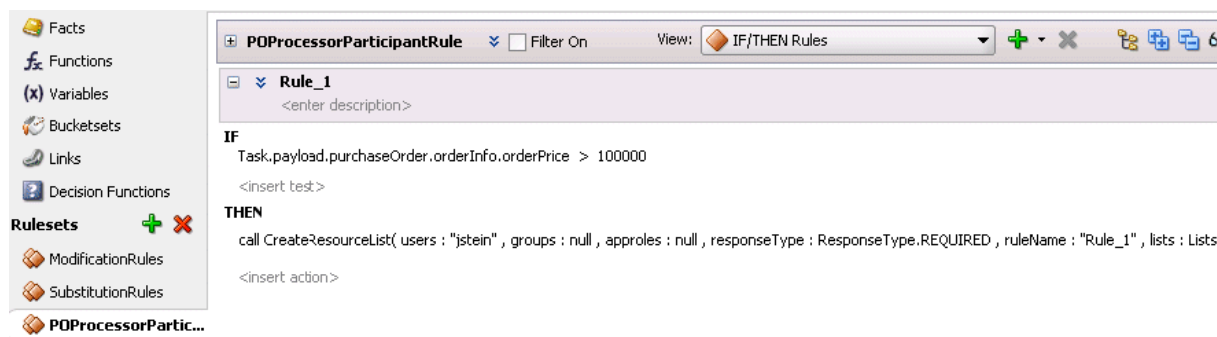 Facts
Functions
(x) Variables
Bucketsets
Links
Decision Functions
Rulesets
ModificationRules
SubstitutionRules
POProcessorPartic...
POProcessorParticipantRule Filter On View: IF/THEN Rules
Rule_1
<enter description>
IF
Task.payload.purchaseOrder.orderInfo.orderPrice > 100000
<insert test>
THEN
call CreateResourceList( users : "jstein" , groups : null , approles : null , responseType : ResponseType.REQUIRED , ruleName : "Rule_1" , lists : Lists
<insert action>